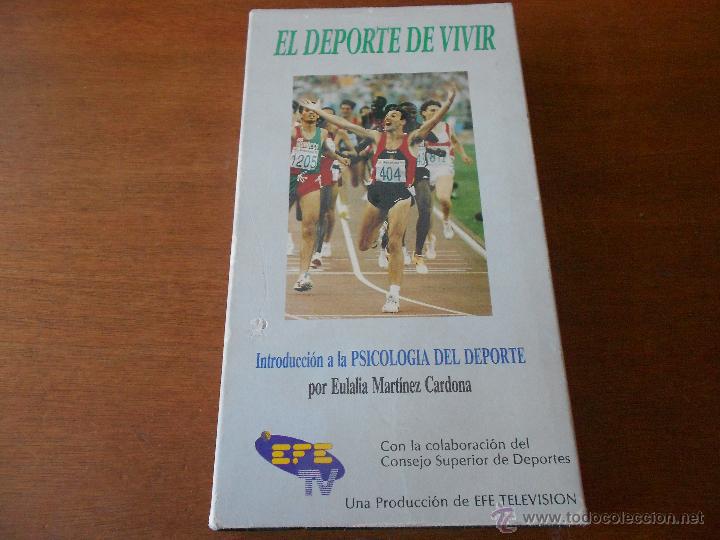 EL DEPORTE DE VIVIR
1205
404
Introducción a la PSICOLOGIA DEL DEPORTE
por Eulalia Martínez Cardona
EFE
TV
Con la colaboración del
Consejo Superior de Deportes
Una Producción de EFE TELEVISION
todocoleccion
www.todocoleccion.net